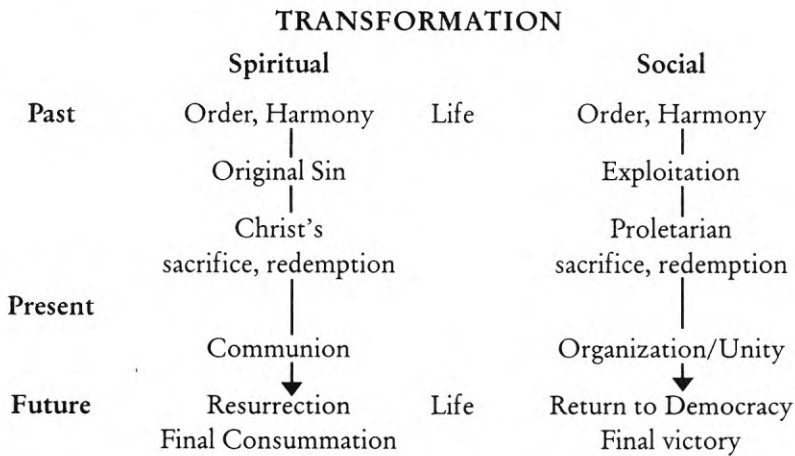 TRANSFORMATION
Spiritual Social
Past Order, Harmony Life Order, Harmony
Original Sin Exploitation
Christ's Proletarian
sacrifice, redemption sacrifice, redemption
Present
Communion Organization/Unity
Future Resurrection Life Return to Democracy
Final Consummation Final victory